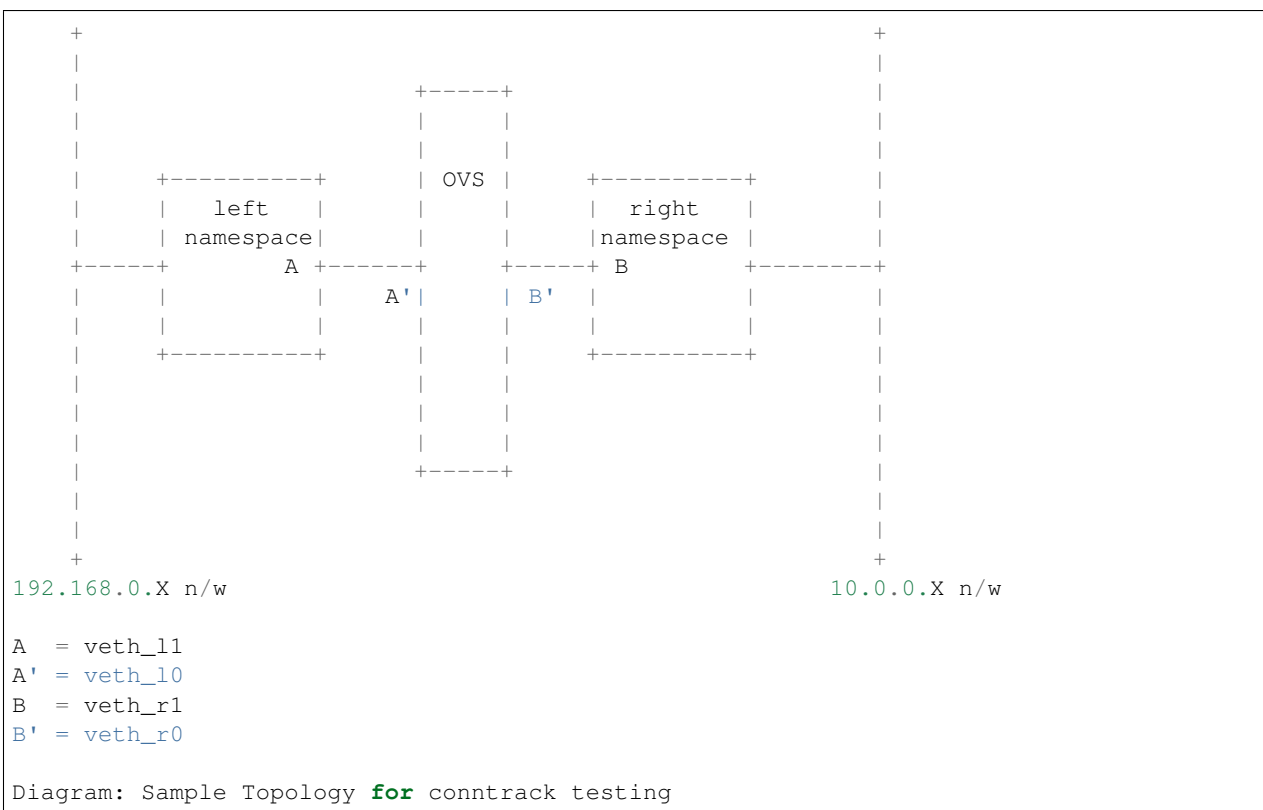 OVS
left right
namespace namespace
A B
A' B'
192.168.0.X n/w 10.0.0.X n/w
A = veth_l1
A' = veth_l0
B = veth_r1
B' = veth_r0
Diagram: Sample Topology for conntrack testing